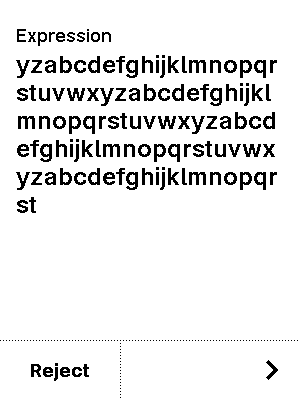 Expression
yzabcdefghijklmnopqr
stuvwxyzabcdefghijkl
mnopqrstuvwxyzabcd
efghijklmnopqrstuvwx
yzabcdefghijklmnopqr
st
Reject